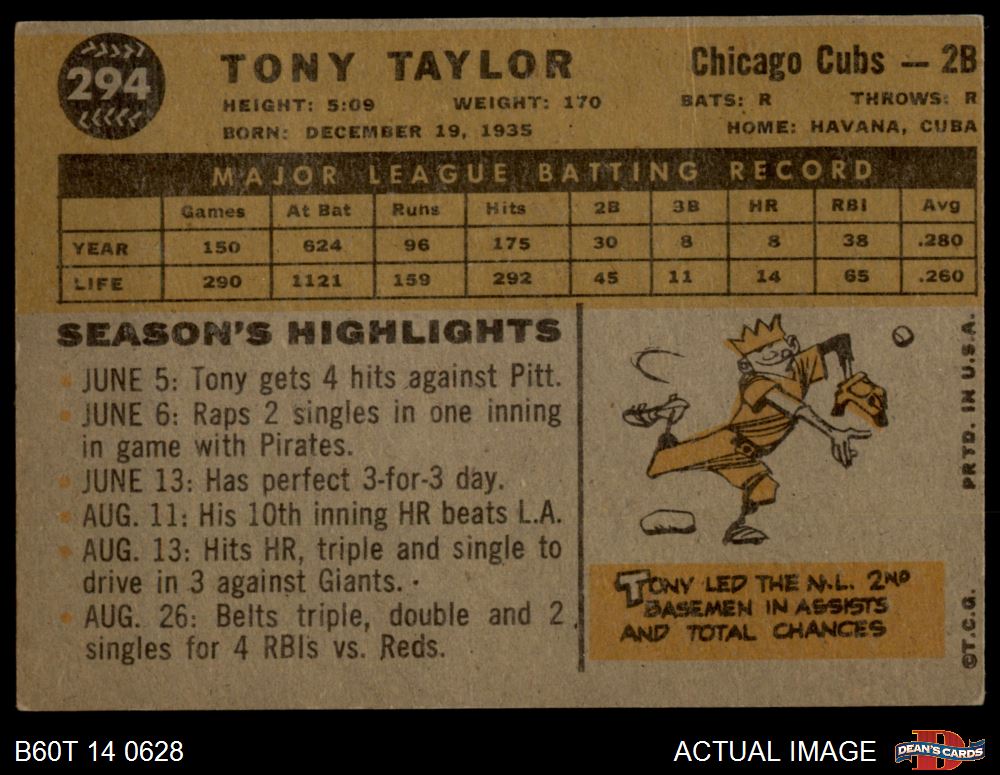 294
TONY TAYLOR
Chicago Cubs — 2B
HEIGHT: 5:09 WEIGHT: 170 BATS: R THROWS: R
BORN: DECEMBER 19, 1935 HOME: HAVANA, CUBA
MAJOR LEAGUE BATTING RECORD
Games At Bat Runs Hits 2B 3B HR RBI Avg
YEAR 150 624 96 175 30 8 8 38 .280
LIFE 290 1121 159 292 45 11 14 65 .260
SEASON'S HIGHLIGHTS
JUNE 5: Tony gets 4 hits against Pitt.
JUNE 6: Raps 2 singles in one inning
in game with Pirates.
JUNE 13: Has perfect 3-for-3 day.
AUG. 11: His 10th inning HR beats L.A.
AUG. 13: Hits HR, triple and single to
drive in 3 against Giants.
AUG. 26: Belts triple, double and 2
singles for 4 RBIs vs. Reds.
TONY LED THE N.L. 2ND
BASEMEN IN ASSISTS
AND TOTAL CHANCES
©T.C.G. PRTD. IN U.S.A.
B60T 14 0628
ACTUAL IMAGE
DEAN'S CARDS